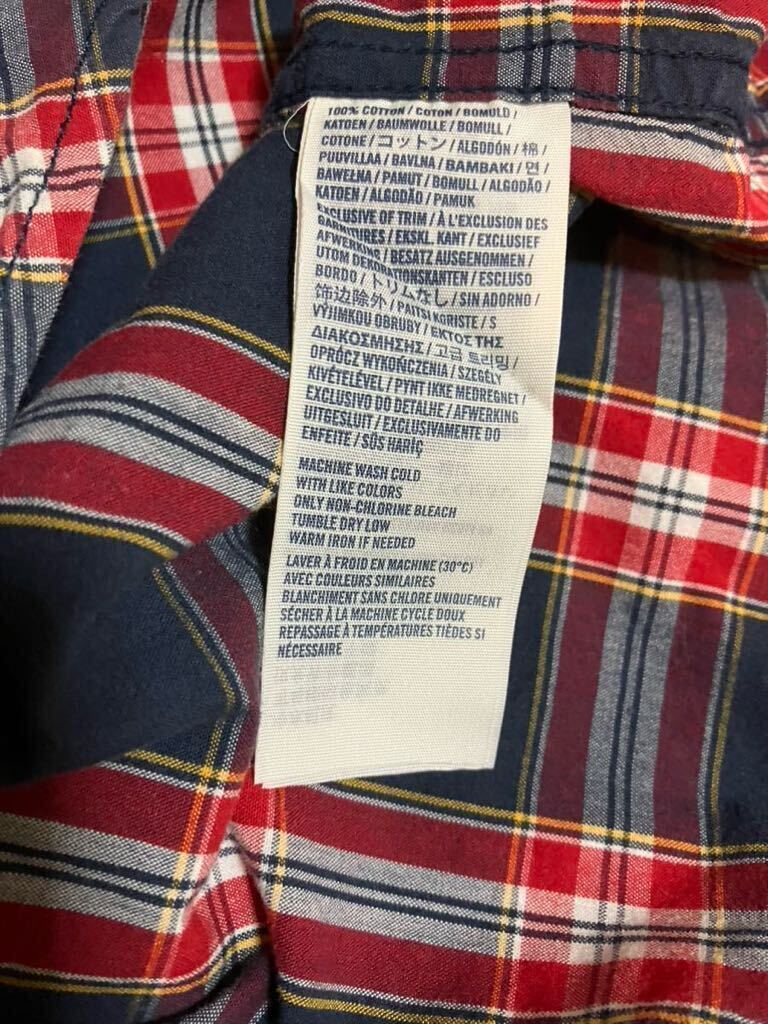 100% COTTON / COTON / BOMULD /
KATOEN / BAUMWOLLE / BOMULL /
COTONE / コットン / ALGODÓN / 棉 /
PUUVILLAA / BAVLNA / ΒΑΜΒΑΚΙ / 면 /
BAWEŁNA / PAMUT / BOMULL / ALGODÃO /
KATOEN / ALGODÃO / PAMUK
EXCLUSIVE OF TRIM / À L'EXCLUSION DES
GARNITURES / EKSKL. KANT / EXCLUSIEF
AFWERKING / BESATZ AUSGENOMMEN /
UTOM DEKORATIONSKANTEN / ESCLUSO
BORDO / トリムなし / SIN ADORNO /
饰边除外 / PAITSI KORISTE / S
VÝJIMKOU OBRUBY / ΕΚΤΟΣ ΤΗΣ
ΔΙΑΚΟΣΜΗΣΗΣ / 고급 트리밍 /
OPRÓCZ WYKOŃCZENIA / SZEGÉLY
KIVÉTELÉVEL / PYNT IKKE MEDREGNET /
EXCLUSIVO DO DETALHE / AFWERKING
UITGESLUIT / EXCLUSIVAMENTE DO
ENFEITE / SÜS HARİÇ
MACHINE WASH COLD
WITH LIKE COLORS
ONLY NON-CHLORINE BLEACH
TUMBLE DRY LOW
WARM IRON IF NEEDED
LAVER À FROID EN MACHINE (30°C)
AVEC COULEURS SIMILAIRES
BLANCHIMENT SANS CHLORE UNIQUEMENT
SÉCHER À LA MACHINE CYCLE DOUX
REPASSAGE À TEMPÉRATURES TIÈDES SI
NÉCESSAIRE